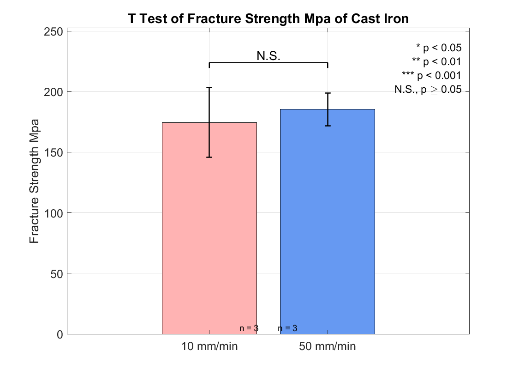 T Test of Fracture Strength Mpa of Cast Iron
250
200
150
100
50
0
Fracture Strength Mpa
N.S.
* p < 0.05
** p < 0.01
*** p < 0.001
N.S., p > 0.05
n = 3
n = 3
10 mm/min
50 mm/min